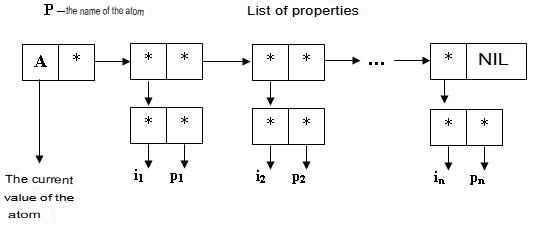 P – the name of the atom
List of properties
A * * * * * ... * NIL
* * * * * *
i1 p1 i2 p2 in pn
The current
value of the
atom